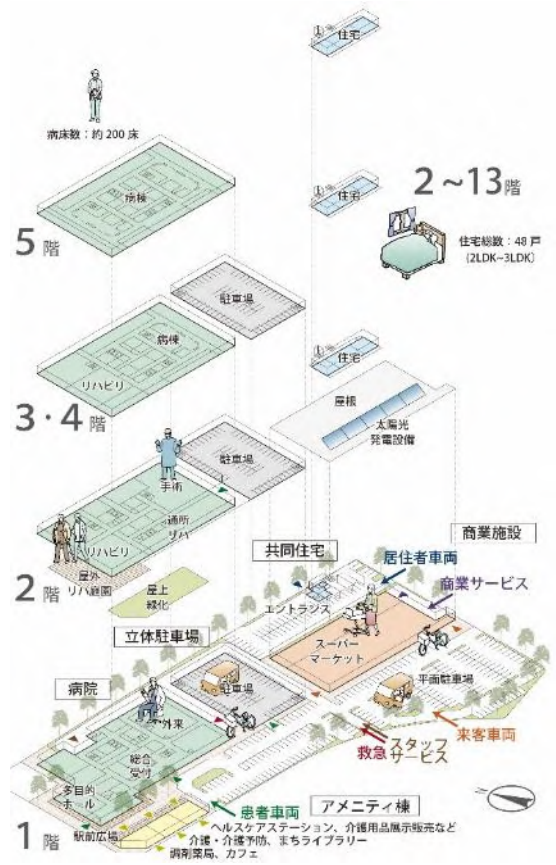 住宅
病床数：約200床
病棟
5階
住宅
2～13階
住宅総数：48戸
(2LDK~3LDK)
駐車場
病棟
リハビリ
3・4階
住宅
屋根
太陽光
発電設備
駐車場
手術
通所
リハ
リハビリ
屋外
リハ庭園
2階
屋上
緑化
共同住宅
商業施設
居住者車両
商業サービス
エントランス
スーパー
マーケット
立体駐車場
駐車場
平面駐車場
病院
外来
来客車両
総合
受付
救急
スタッフ
サービス
多目的
ホール
患者車両
アメニティ棟
駅前広場
1階
ヘルスケアステーション、介護用品展示販売など
介護・介護予防、まちライブラリー
調剤薬局、カフェ